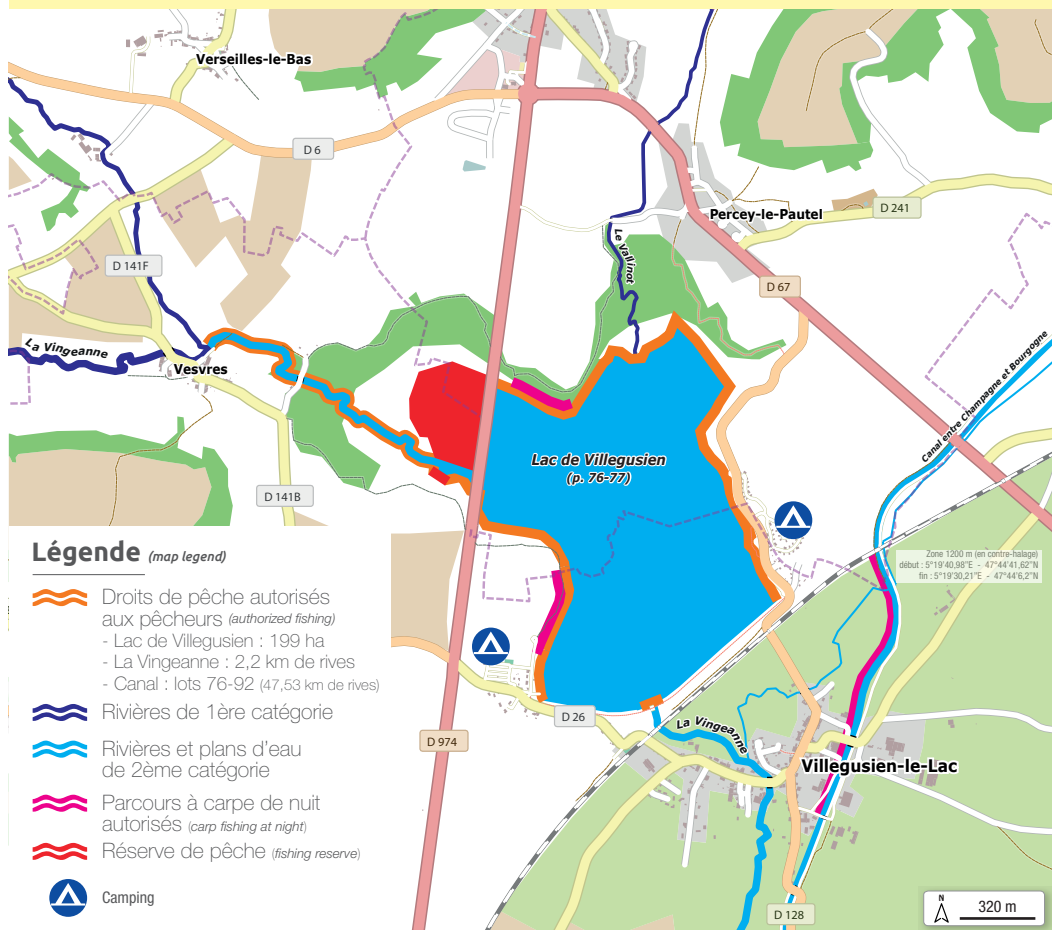 Verseilles-le-Bas
D 6
Percey-le-Pautel
D 241
Le Vallinot
D 141F
D 67
La Vingeanne
Vesvres
Canal entre Champagne et Bourgogne
Lac de Villegusien
(p. 76-77)
D 141B
Zone 1200 m (en contre-halage)
début : 5°19'40,98"E - 47°44'41,62"N
fin : 5°19'30,21"E - 47°44'6,2"N
Légende (map legend)
Droits de pêche autorisés
aux pêcheurs (authorized fishing)
- Lac de Villegusien : 199 ha
- La Vingeanne : 2,2 km de rives
- Canal : lots 76-92 (47,53 km de rives)
Rivières de 1ère catégorie
Rivières et plans d'eau
de 2ème catégorie
Parcours à carpe de nuit
autorisés (carp fishing at night)
Réserve de pêche (fishing reserve)
Camping
D 26
La Vingeanne
D 974
Villegusien-le-Lac
D 128
N
320 m